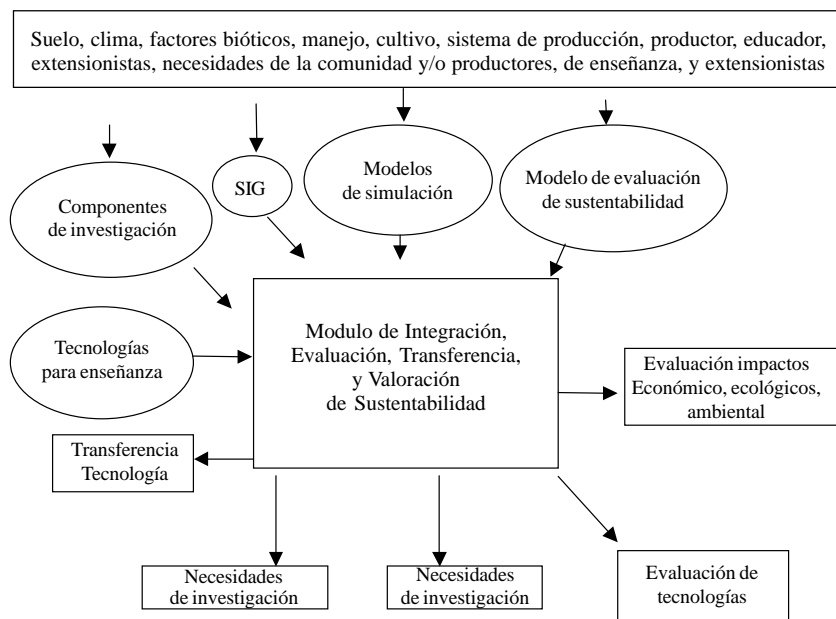 Suelo, clima, factores bióticos, manejo, cultivo, sistema de producción, productor, educador,
extensionistas, necesidades de la comunidad y/o productores, de enseñanza, y extensionistas
Componentes
de investigación
SIG
Modelos
de simulación
Modelo de evaluación
de sustentabilidad
Tecnologías
para enseñanza
Modulo de Integración,
Evaluación, Transferencia,
y Valoración
de Sustentabilidad
Evaluación impactos
Económico, ecológicos,
ambiental
Transferencia
Tecnología
Necesidades
de investigación
Necesidades
de investigación
Evaluación de
tecnologías